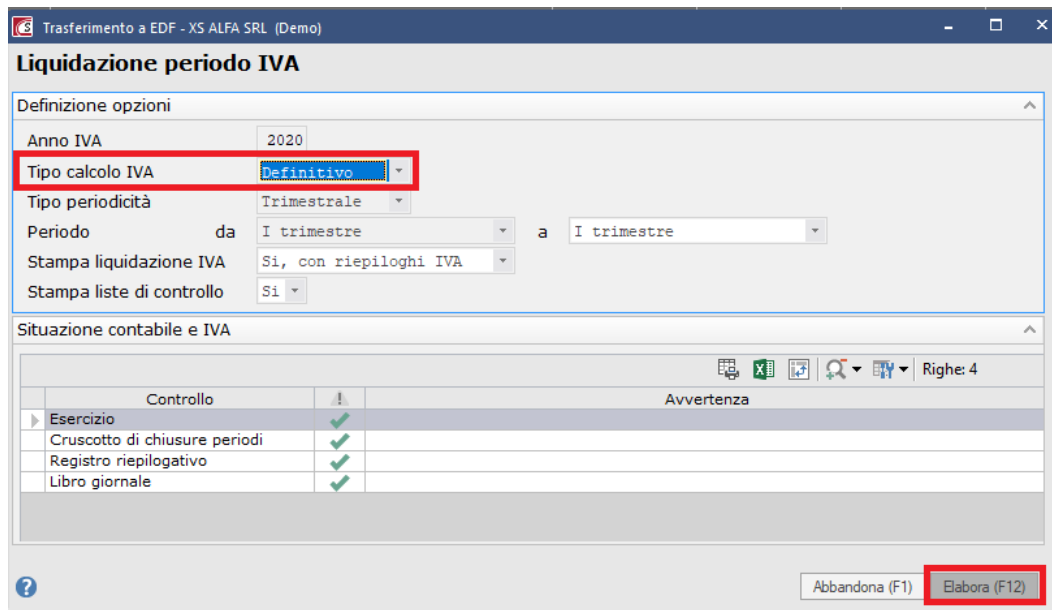 Trasferimento a EDF - XS ALFA SRL (Demo)
Liquidazione periodo IVA
Definizione opzioni
Anno IVA 2020
Tipo calcolo IVA Definitivo
Tipo periodicità Trimestrale
Periodo da I trimestre a I trimestre
Stampa liquidazione IVA Si, con riepiloghi IVA
Stampa liste di controllo Si
Situazione contabile e IVA
Righe: 4
Controllo Avvertenza
Esercizio
Cruscotto di chiusure periodi
Registro riepilogativo
Libro giornale
Abbandona (F1) Elabora (F12)